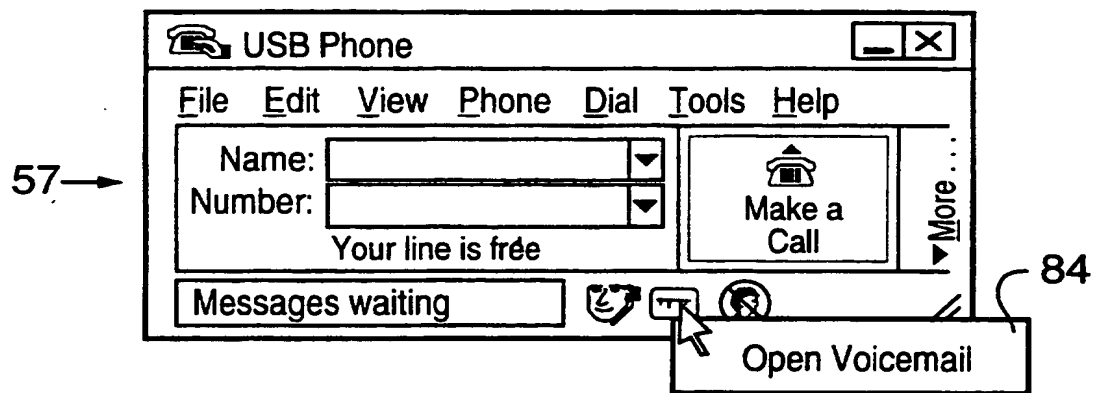 USB Phone
File Edit View Phone Dial Tools Help
Name:
Number:
Your line is free
Make a
Call
More...
Messages waiting
Open Voicemail
57
84